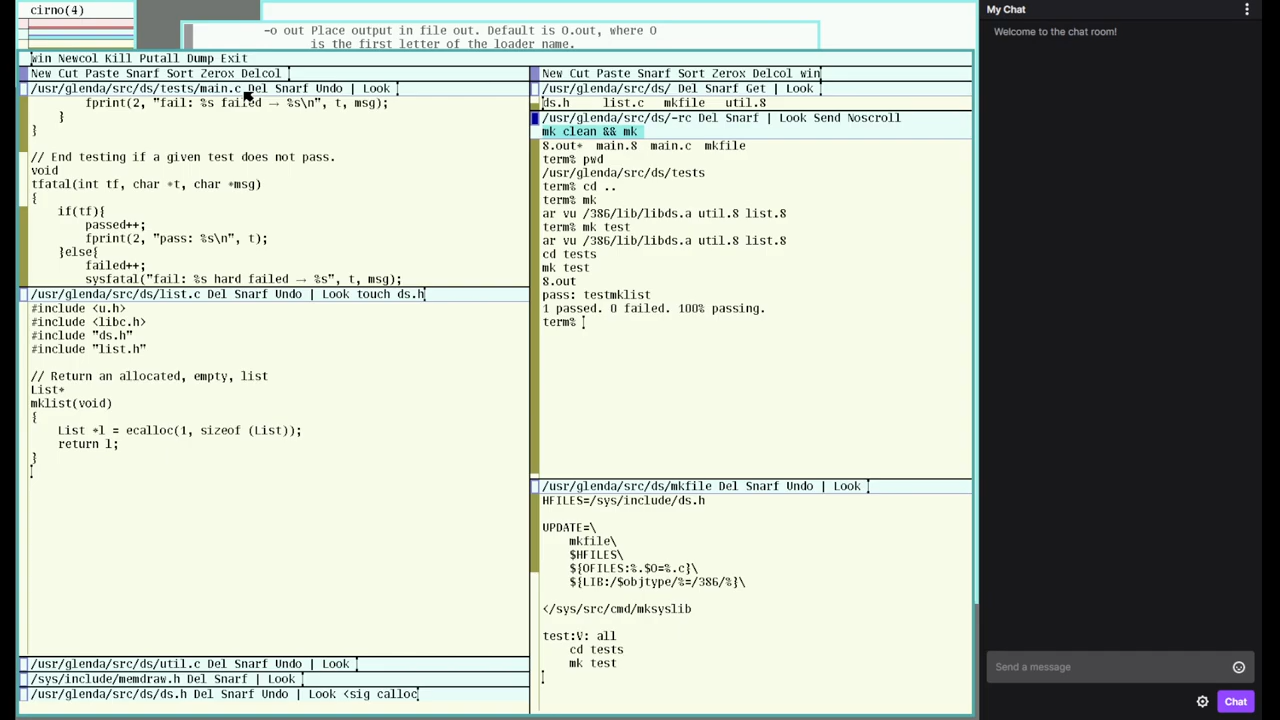 cirno(4)
-o out Place output in file out. Default is O.out, where O
is the first letter of the loader name.
win Newcol Kill Putall Dump Exit
New Cut Paste Snarf Sort Zerox Delcol
/usr/glenda/src/ds/tests/main.c Del Snarf Undo | Look
fprint(2, "fail: %s failed → %s\n", t, msg);
}
}
// End testing if a given test does not pass.
void
tfatal(int tf, char *t, char *msg)
{
if(tf){
passed++;
fprint(2, "pass: %s\n", t);
}else{
failed++;
sysfatal("fail: %s hard failed → %s", t, msg);
/usr/glenda/src/ds/list.c Del Snarf Undo | Look touch ds.h
#include <u.h>
#include <libc.h>
#include "ds.h"
#include "list.h"
// Return an allocated, empty, list
List*
mklist(void)
{
List *l = ecalloc(1, sizeof (List));
return l;
}
/usr/glenda/src/ds/util.c Del Snarf Undo | Look
/sys/include/memdraw.h Del Snarf | Look
/usr/glenda/src/ds/ds.h Del Snarf Undo | Look <sig calloc
New Cut Paste Snarf Sort Zerox Delcol win
/usr/glenda/src/ds/ Del Snarf Get | Look
ds.h list.c mkfile util.8
/usr/glenda/src/ds/-rc Del Snarf | Look Send Noscroll
mk clean && mk
8.out* main.8 main.c mkfile
term% pwd
/usr/glenda/src/ds/tests
term% cd ..
term% mk
ar vu /386/lib/libds.a util.8 list.8
term% mk test
ar vu /386/lib/libds.a util.8 list.8
cd tests
mk test
8.out
pass: testmklist
1 passed. 0 failed. 100% passing.
term%
/usr/glenda/src/ds/mkfile Del Snarf Undo | Look
HFILES=/sys/include/ds.h
UPDATE=\
mkfile\
$HFILES\
${OFILES:%.$O=%.c}\
${LIB:/$objtype/%=/386/%}\
</sys/src/cmd/mksyslib
test:V: all
cd tests
mk test
My Chat
Welcome to the chat room!
Send a message
Chat